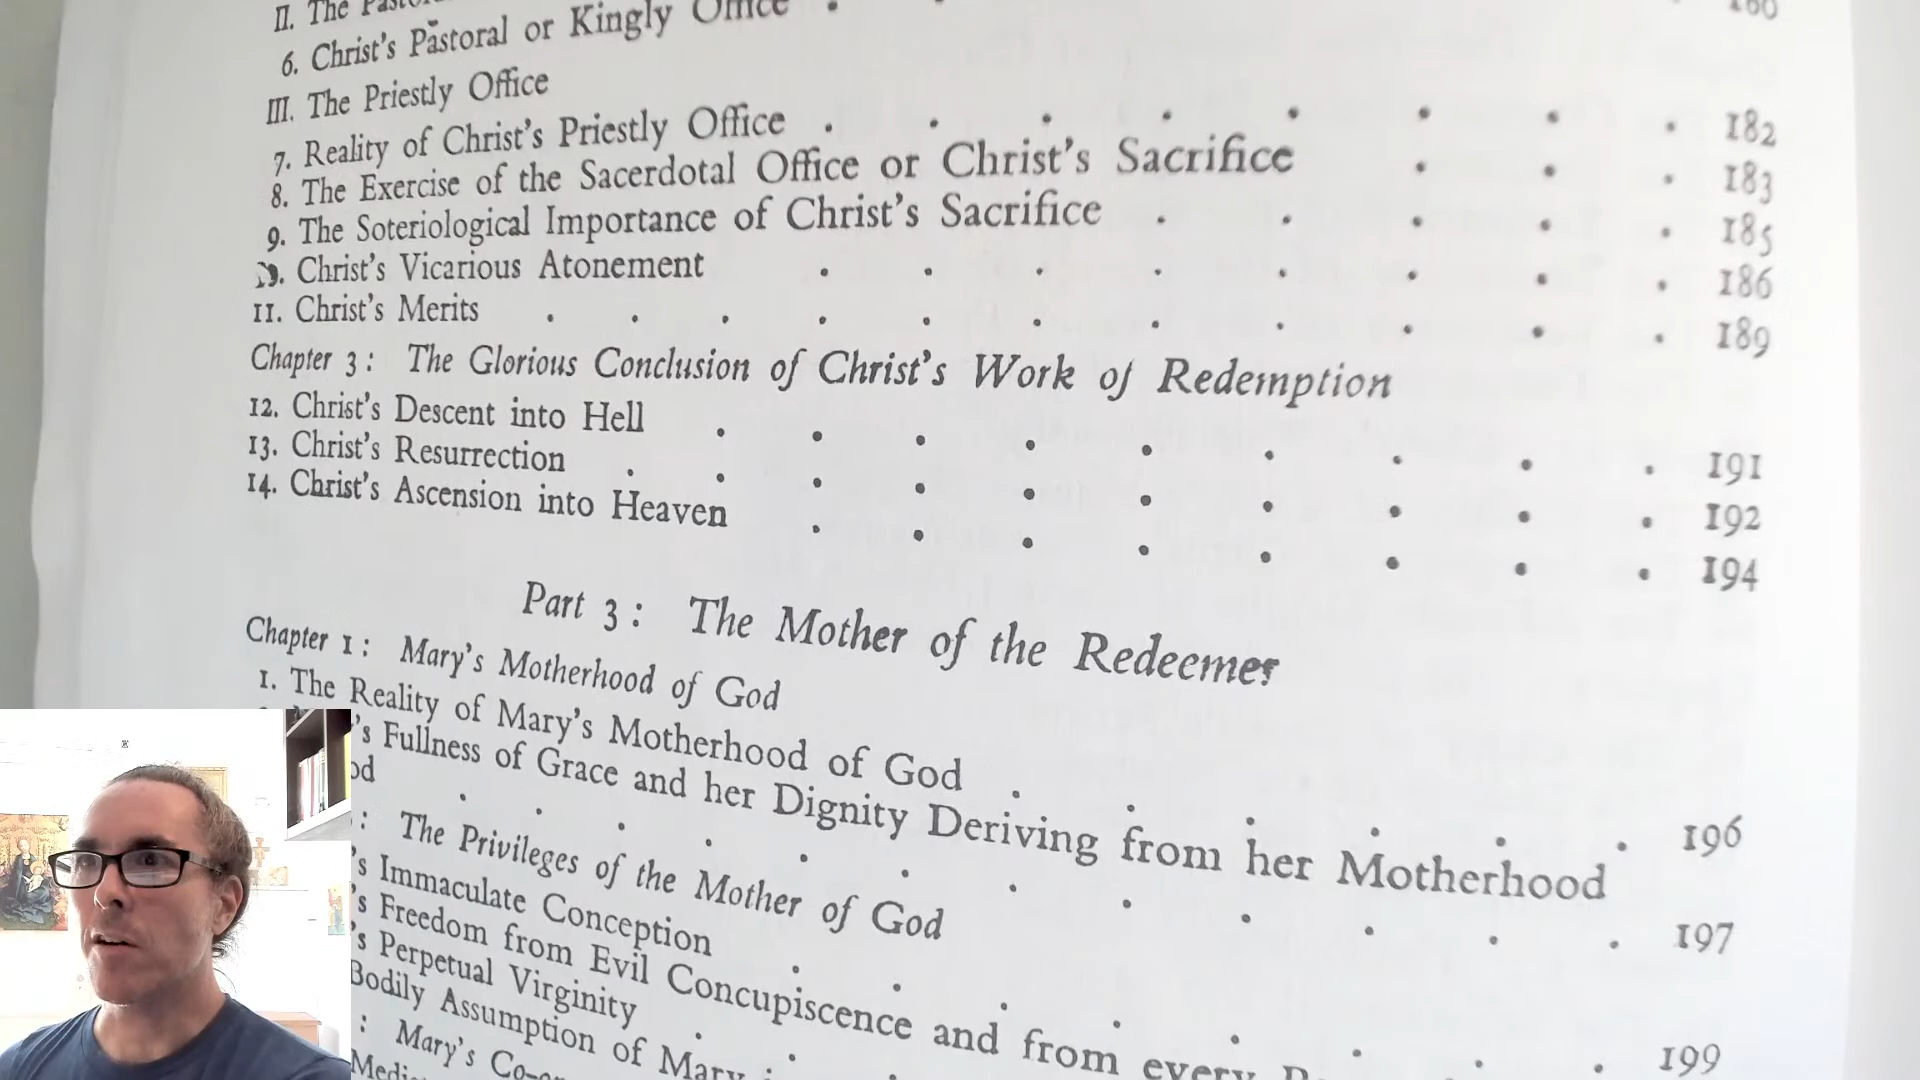 II. The
6. Christ's Pastoral or Kingly Office
III. The Priestly Office
7. Reality of Christ's Priestly Office . . . . . . . . 182
8. The Exercise of the Sacerdotal Office or Christ's Sacrifice . . . 183
9. The Soteriological Importance of Christ's Sacrifice . . . . . 185
Christ's Vicarious Atonement . . . . . . . . 186
11. Christ's Merits . . . . . . . . . . 189
Chapter 3: The Glorious Conclusion of Christ's Work of Redemption
12. Christ's Descent into Hell . . . . . . . . . 191
13. Christ's Resurrection . . . . . . . . . . 192
14. Christ's Ascension into Heaven . . . . . . . . 194
Part 3: The Mother of the Redeemer
Chapter 1: Mary's Motherhood of God
1. The Reality of Mary's Motherhood of God . . . . . . 196
's Fullness of Grace and her Dignity Deriving from her Motherhood
od . . . . . . . . . . . 197
: The Privileges of the Mother of God
's Immaculate Conception . . . . . . . 199
's Freedom from Evil Concupiscence and from every
's Perpetual Virginity
Bodily Assumption of Mary
: Mary's